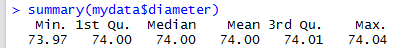 > summary(mydata$diameter)
Min. 1st Qu. Median Mean 3rd Qu. Max.
73.97 74.00 74.00 74.00 74.01 74.04